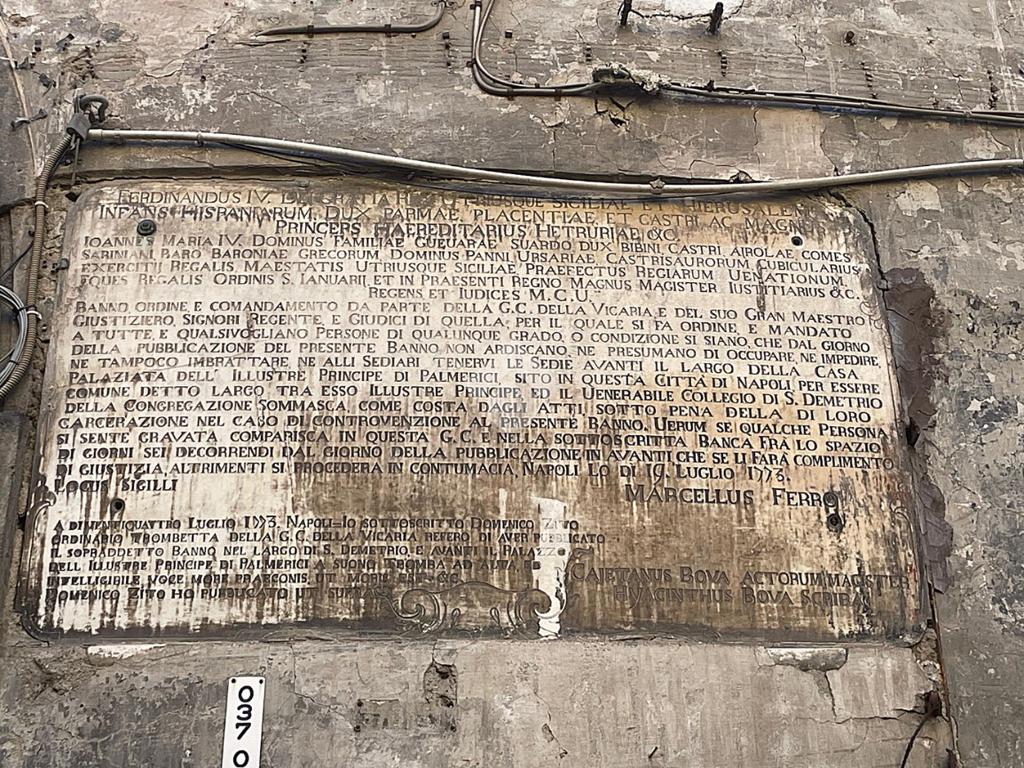 FERDINANDUS IV. DEI GRATIA REX UTRIUSQUE SICILIAE HIERUSALEM
INFANS HISPANIARUM, DUX PARMAE, PLACENTIAE ET CASTRI AC MAGNUS
PRINCEPS HAEREDITARIUS HETRURIAE &C.
IOANNES MARIA IV. DOMINUS FAMILIAE GUEUARAE SUARDO DUX BIBINI, CASTRI AIROLAE COMES
SARINIANI, BARO BARONIAE GRECORUM, DOMINUS PANNI, URSARIAE, CASTRISAURORUM, CUBICULARIUS
EXERCITII REGALIS MAESTATIS UTRIUSQUE SICILIAE, PRAEFECTUS REGIARUM UENATIONUM,
EQUES REGALIS ORDINIS S. IANUARII, ET IN PRAESENTI REGNO MAGNUS MAGISTER IUSTITIARIUS &C.
REGENS, ET IUDICES M.C.U.
BANNO, ORDINE, E COMANDAMENTO DA PARTE DELLA G.C. DELLA VICARIA, E DEL SUO GRAN MAESTRO
GIUSTIZIERO, SIGNORI REGENTE, E GIUDICI DI QUELLA, PER IL QUALE SI FA ORDINE, E MANDATO
A TUTTE, E QUALSIVOGLIANO PERSONE DI QUALUNQUE GRADO, O CONDIZIONE SI SIANO, CHE DAL GIORNO
DELLA PUBBLICAZIONE DEL PRESENTE BANNO, NON ARDISCANO, NE PRESUMANO DI OCCUPARE, NE IMPEDIRE,
NE TAMPOCO IMBRATTARE, NE ALLI SEDIARI TENERVI LE SEDIE AVANTI IL LARGO DELLA CASA
PALAZIATA DELL' ILLUSTRE PRINCIPE DI PALMERICI, SITO IN QUESTA CITTÀ DI NAPOLI PER ESSERE
COMUNE DETTO LARGO TRA ESSO ILLUSTRE PRINCIPE, ED IL UENERABILE COLLEGIO DI S. DEMETRIO
DELLA CONGREGAZIONE SOMMASCA, COME COSTA DAGLI ATTI, SOTTO PENA DELLA DI LORO
CARCERAZIONE NEL CASO DI CONTROVENZIONE AL PRESENTE BANNO. UERUM SE QUALCHE PERSONA
SI SENTE GRAVATA COMPARISCA IN QUESTA G.C. E NELLA SOTTOSCRITTA BANCA FRÀ LO SPAZIO
DI GIORNI SEI DECORRENDI DAL GIORNO DELLA PUBBLICAZIONE IN AVANTI CHE SE LI FARÀ COMPLIMENTO
DI GIUSTIZIA, ALTRIMENTI SI PROCEDERÀ IN CONTUMACIA, NAPOLI LO DÌ 19. LUGLIO 1773.
LOCUS SIGILLI
MARCELLUS FERRO
A DI VENTIQUATTRO LUGLIO 1773. NAPOLI-IO SOTTOSCRITTO DOMENICO ZITO
ORDINARIO TROMBETTA DELLA G.C. DELLA VICARIA REFERO DI AVER PUBLICATO
IL SOPRADDETTO BANNO NEL LARGO DI S. DEMETRIO, E AVANTI IL PALAZZO
DELL' ILLUSTRE PRINCIPE DI PALMERICI A SUONO TROMBA AD ALTA E
INTELLIGIBILE VOCE MORE PRAECONIS, UT MORIS EST &C.
DOMENICO ZITO HO PUBLICATO UT SUPRA
CAJETANUS BOVA ACTORUM MAGISTER
HYACINTHUS BOVA SCRIBA
037 0